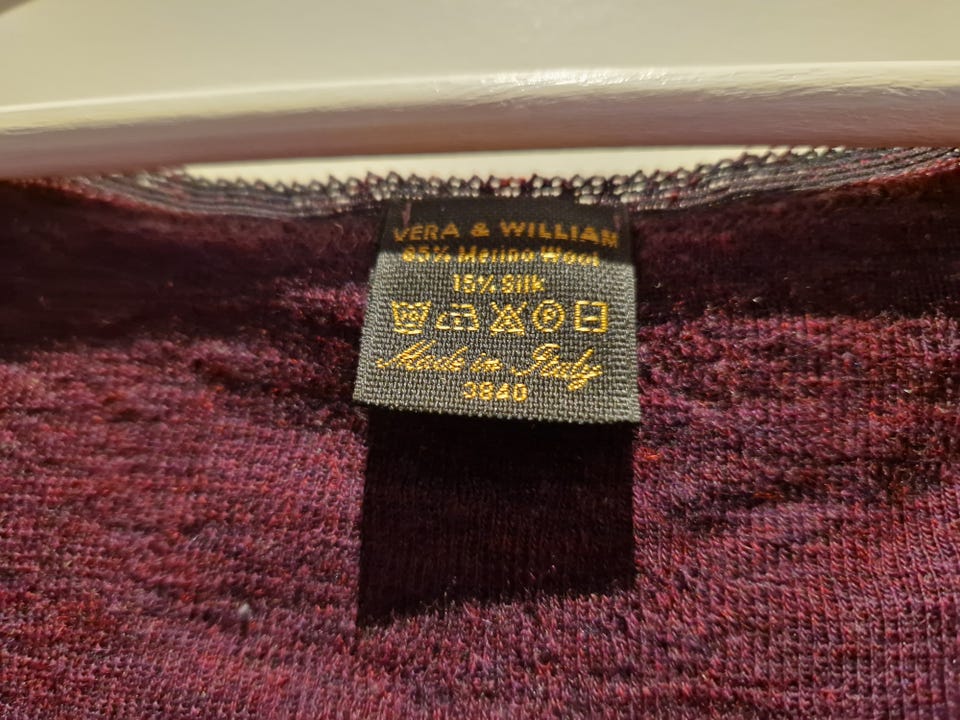 VERA & WILLIAM
85% Merino Wool
15% Silk
Made in Italy
3840